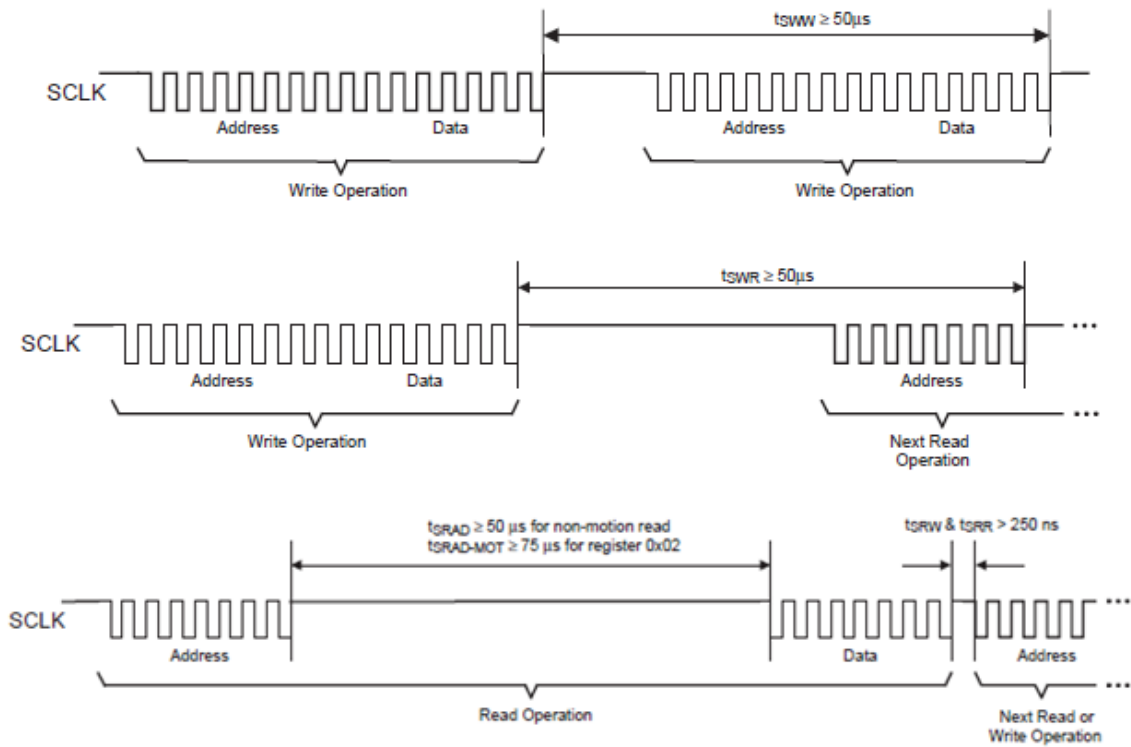 tSWW ≥ 50μs
SCLK
Address Data Address Data
Write Operation Write Operation
tSWR ≥ 50μs
SCLK
Address Data Address
Write Operation Next Read
Operation
tSRAD ≥ 50 μs for non-motion read
tSRAD-MOT ≥ 75 μs for register 0x02
tSRW & tSRR > 250 ns
SCLK
Address Data Address
Read Operation
Next Read or
Write Operation